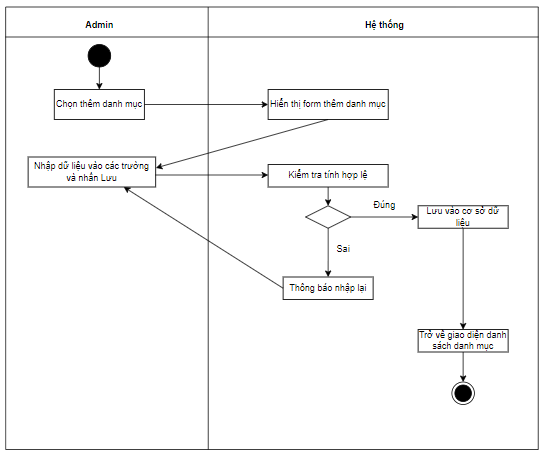 Admin
Hệ thống
Chọn thêm danh mục
Hiển thị form thêm danh mục
Nhập dữ liệu vào các trường
và nhấn Lưu
Kiểm tra tính hợp lệ
Đúng
Lưu vào cơ sở dữ
liệu
Sai
Thông báo nhập lại
Trở về giao diện danh
sách danh mục